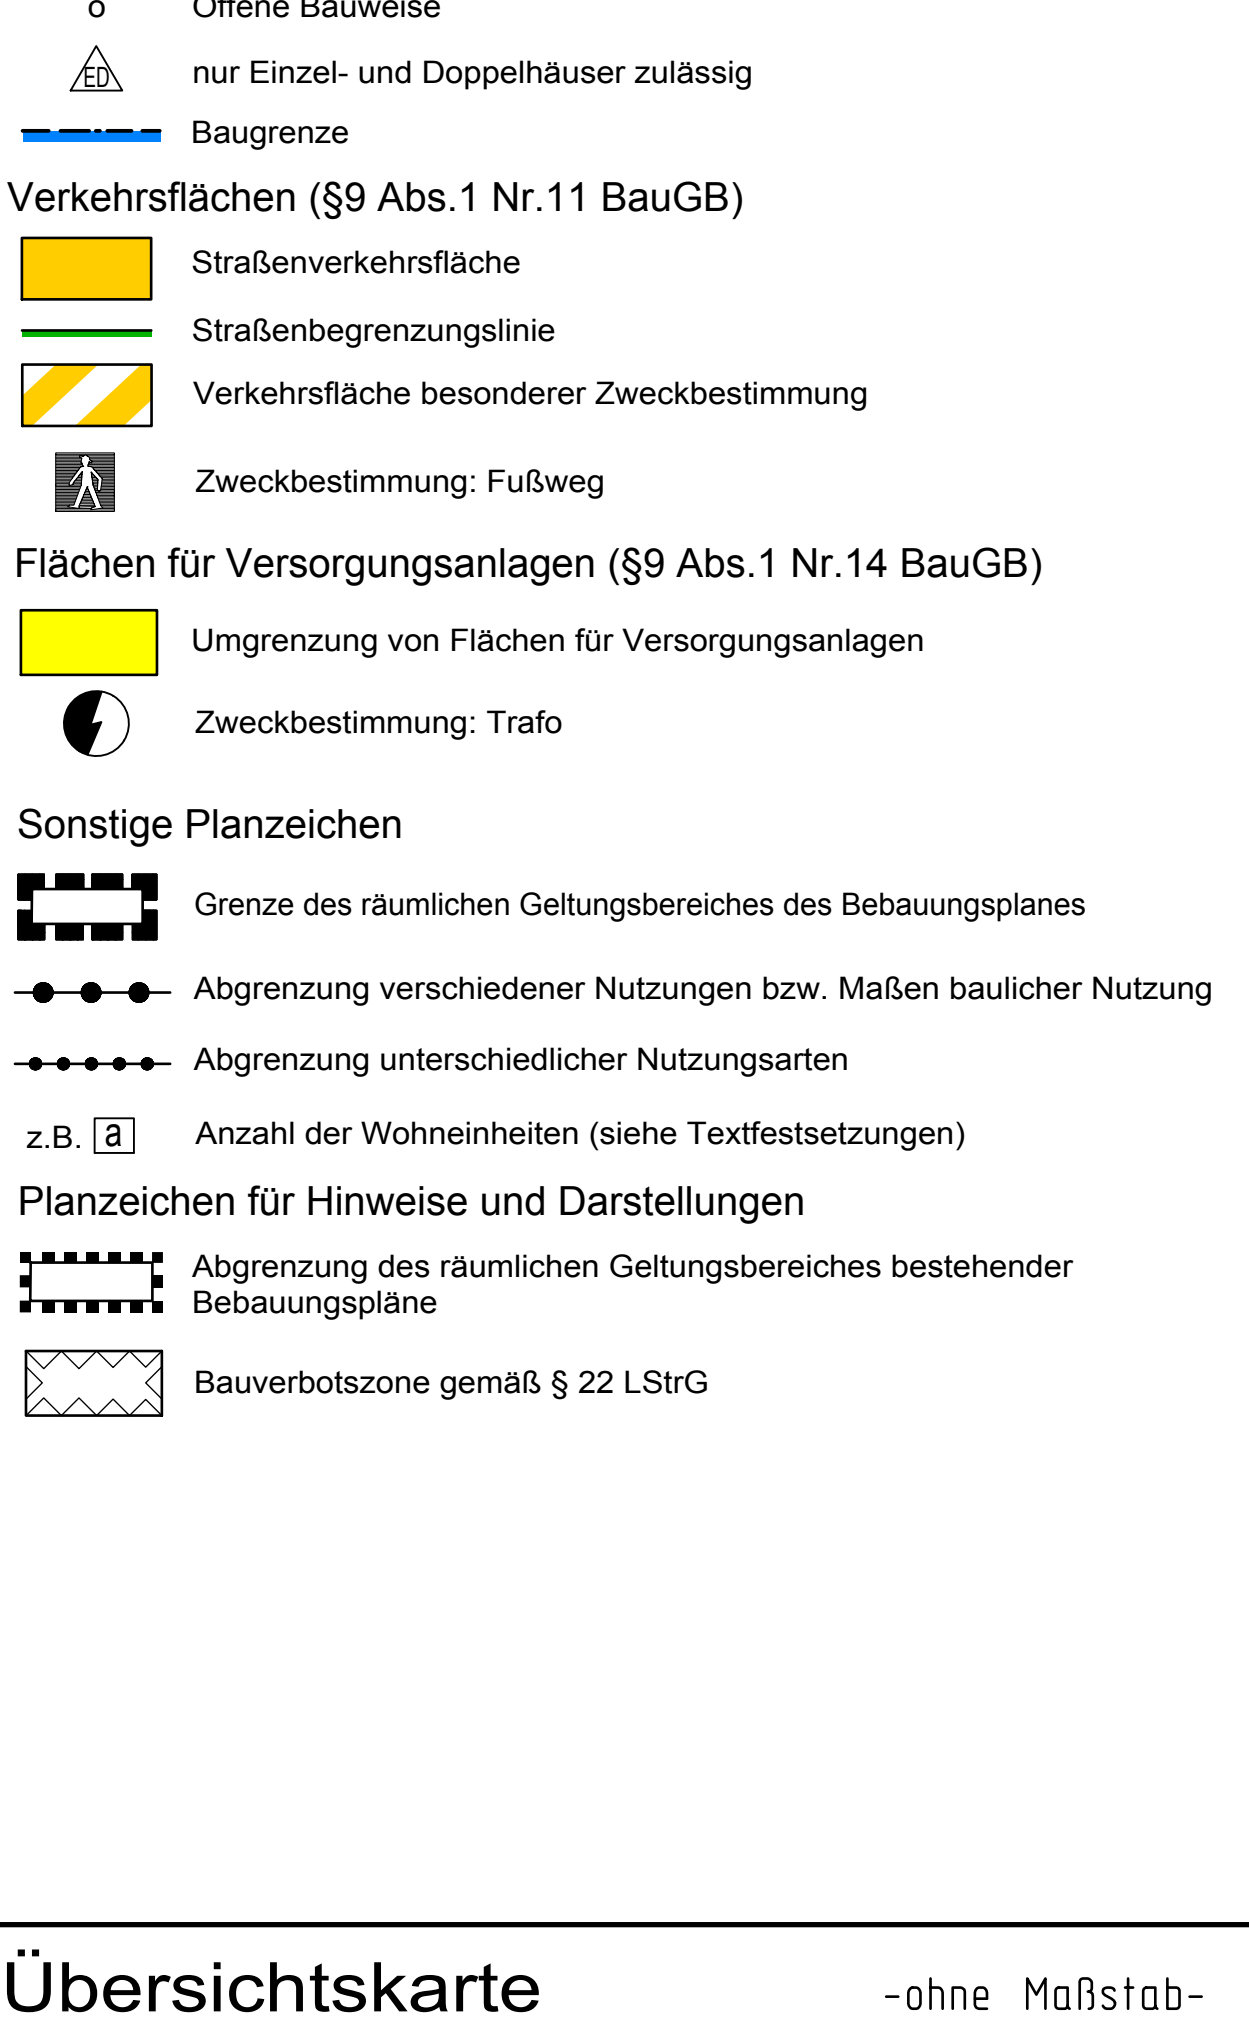 o Offene Bauweise
ED nur Einzel- und Doppelhäuser zulässig
Baugrenze
Verkehrsflächen (§9 Abs.1 Nr.11 BauGB)
Straßenverkehrsfläche
Straßenbegrenzungslinie
Verkehrsfläche besonderer Zweckbestimmung
Zweckbestimmung: Fußweg
Flächen für Versorgungsanlagen (§9 Abs.1 Nr.14 BauGB)
Umgrenzung von Flächen für Versorgungsanlagen
Zweckbestimmung: Trafo
Sonstige Planzeichen
Grenze des räumlichen Geltungsbereiches des Bebauungsplanes
Abgrenzung verschiedener Nutzungen bzw. Maßen baulicher Nutzung
Abgrenzung unterschiedlicher Nutzungsarten
z.B. a Anzahl der Wohneinheiten (siehe Textfestsetzungen)
Planzeichen für Hinweise und Darstellungen
Abgrenzung des räumlichen Geltungsbereiches bestehender
Bebauungspläne
Bauverbotszone gemäß § 22 LStrG
Übersichtskarte -ohne Maßstab-